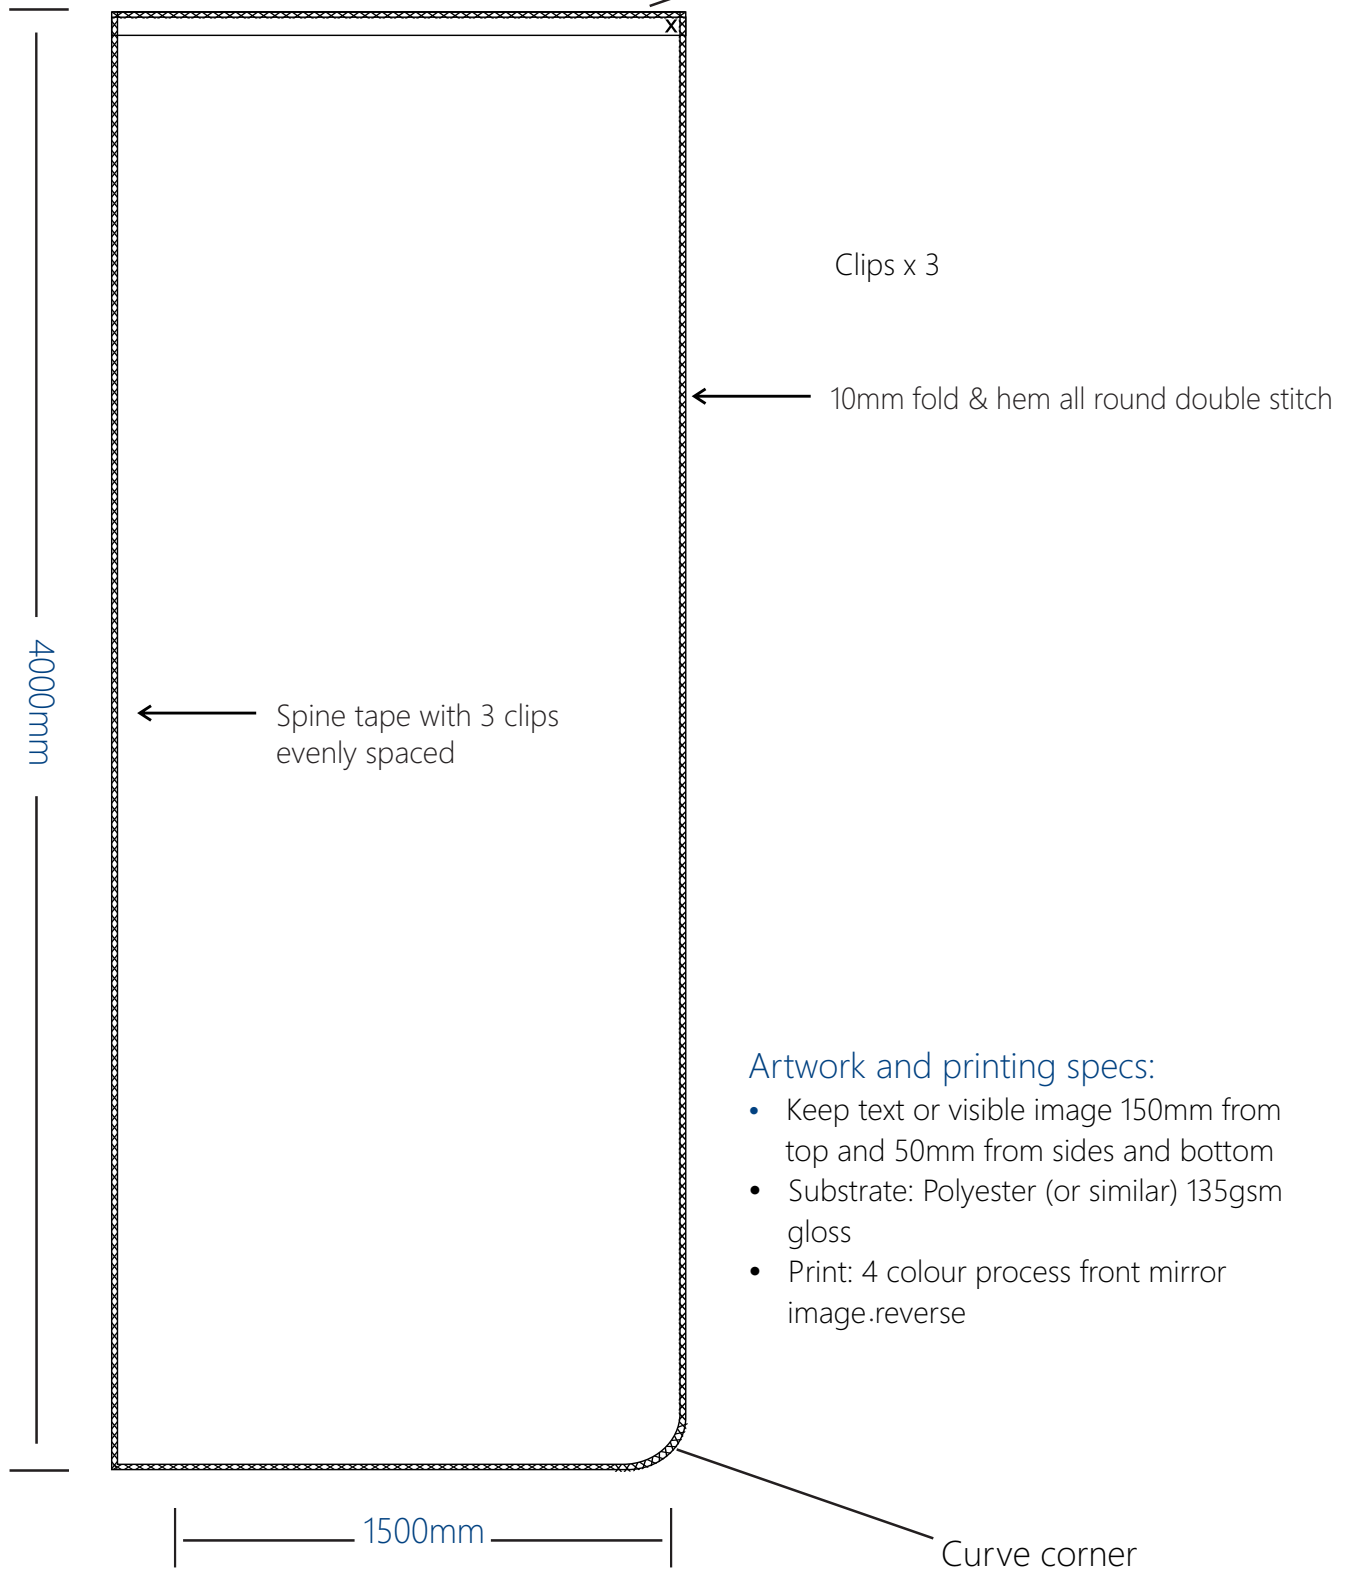 X
Clips x 3
10mm fold & hem all round double stitch
4000mm
Spine tape with 3 clips
evenly spaced
Artwork and printing specs:
• Keep text or visible image 150mm from
top and 50mm from sides and bottom
• Substrate: Polyester (or similar) 135gsm
gloss
• Print: 4 colour process front mirror
image.reverse
1500mm
Curve corner